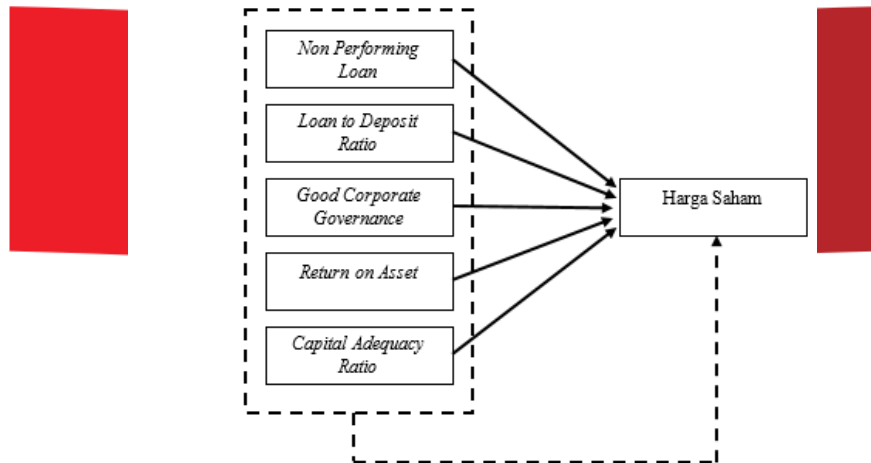 Non Performing
Loan
Loan to Deposit
Ratio
Good Corporate
Governance
Harga Saham
Return on Asset
Capital Adequacy
Ratio